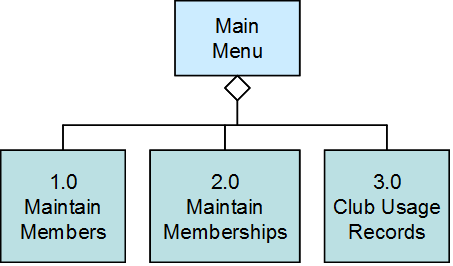 Main
Menu
1.0
Maintain
Members
2.0
Maintain
Memberships
3.0
Club Usage
Records